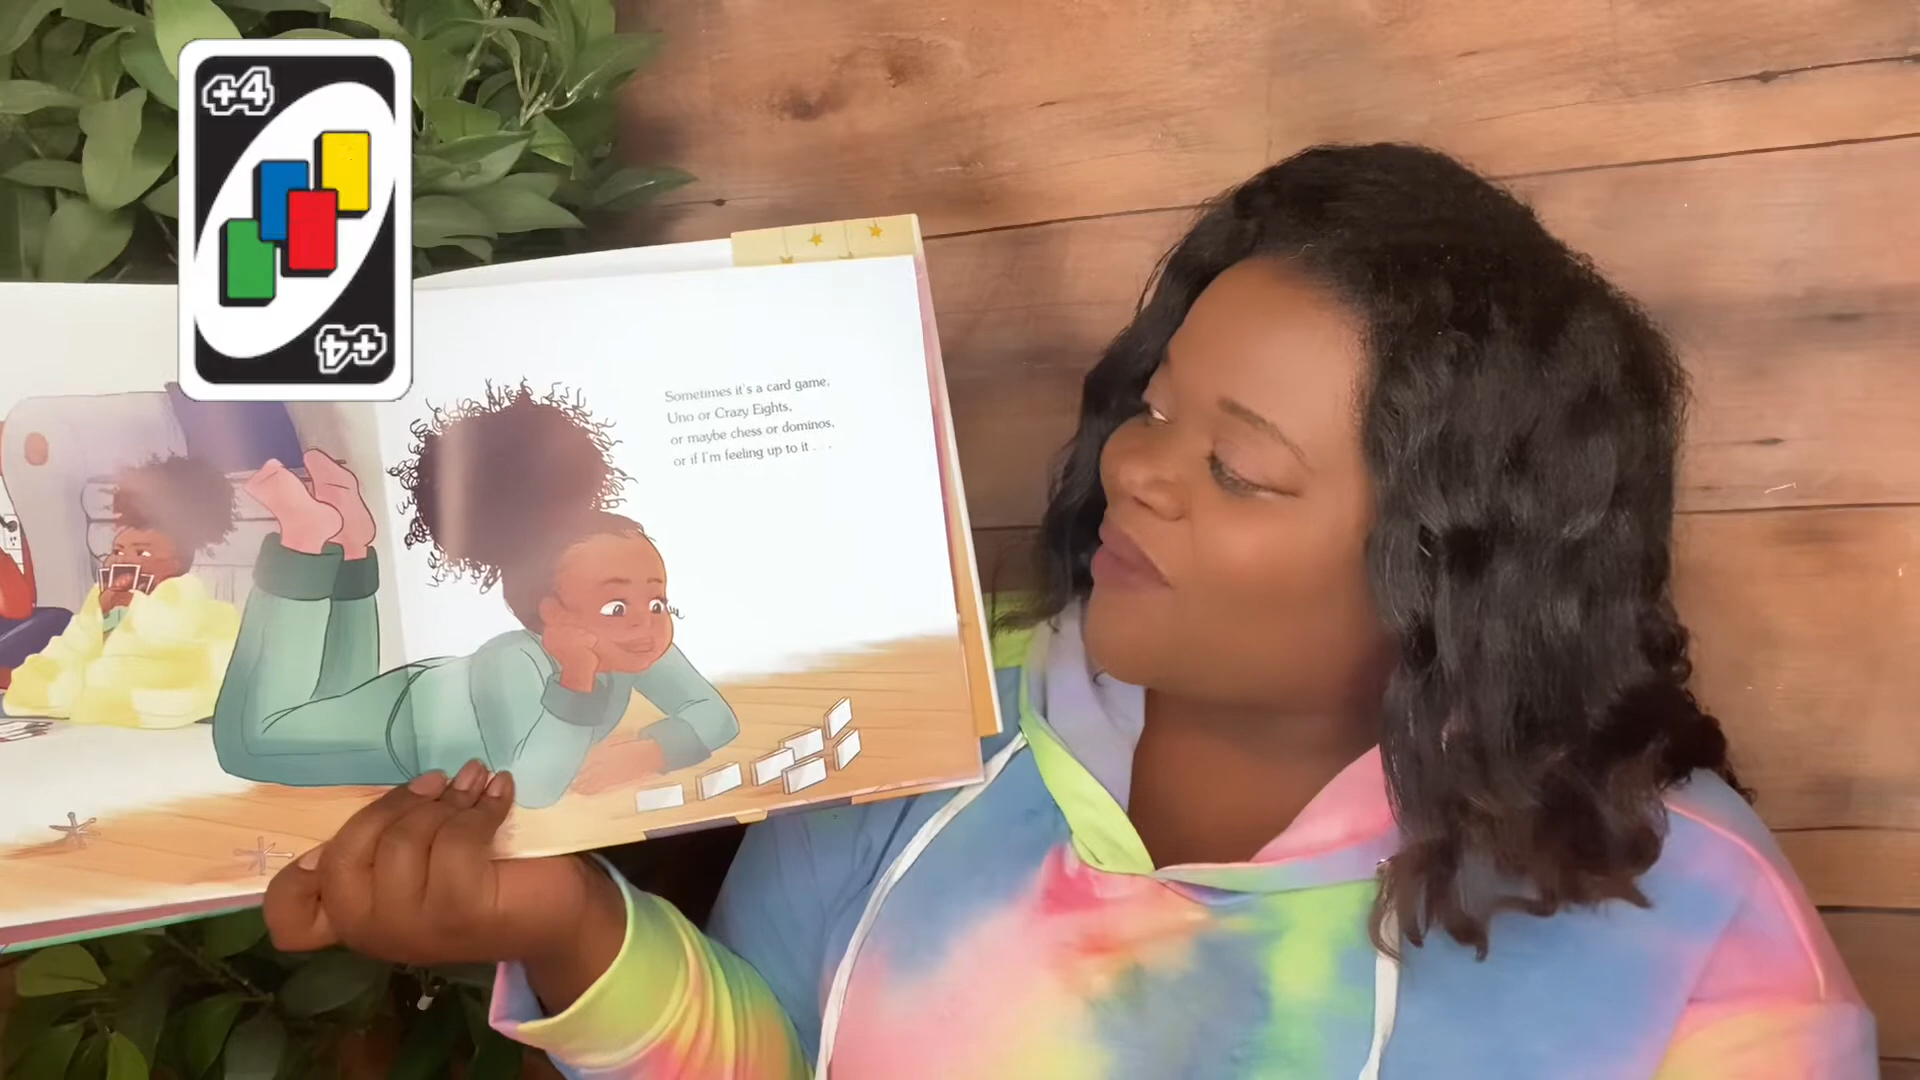 +4
+4
Sometimes it's a card game,
Uno or Crazy Eights,
or maybe chess or dominos,
or if I'm feeling up to it . . .